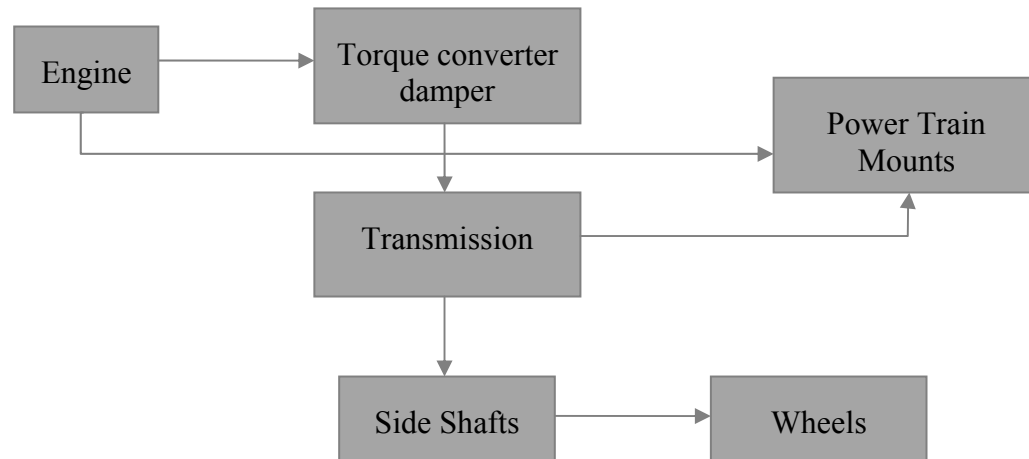 Engine
Torque converter
damper
Power Train
Mounts
Transmission
Side Shafts
Wheels